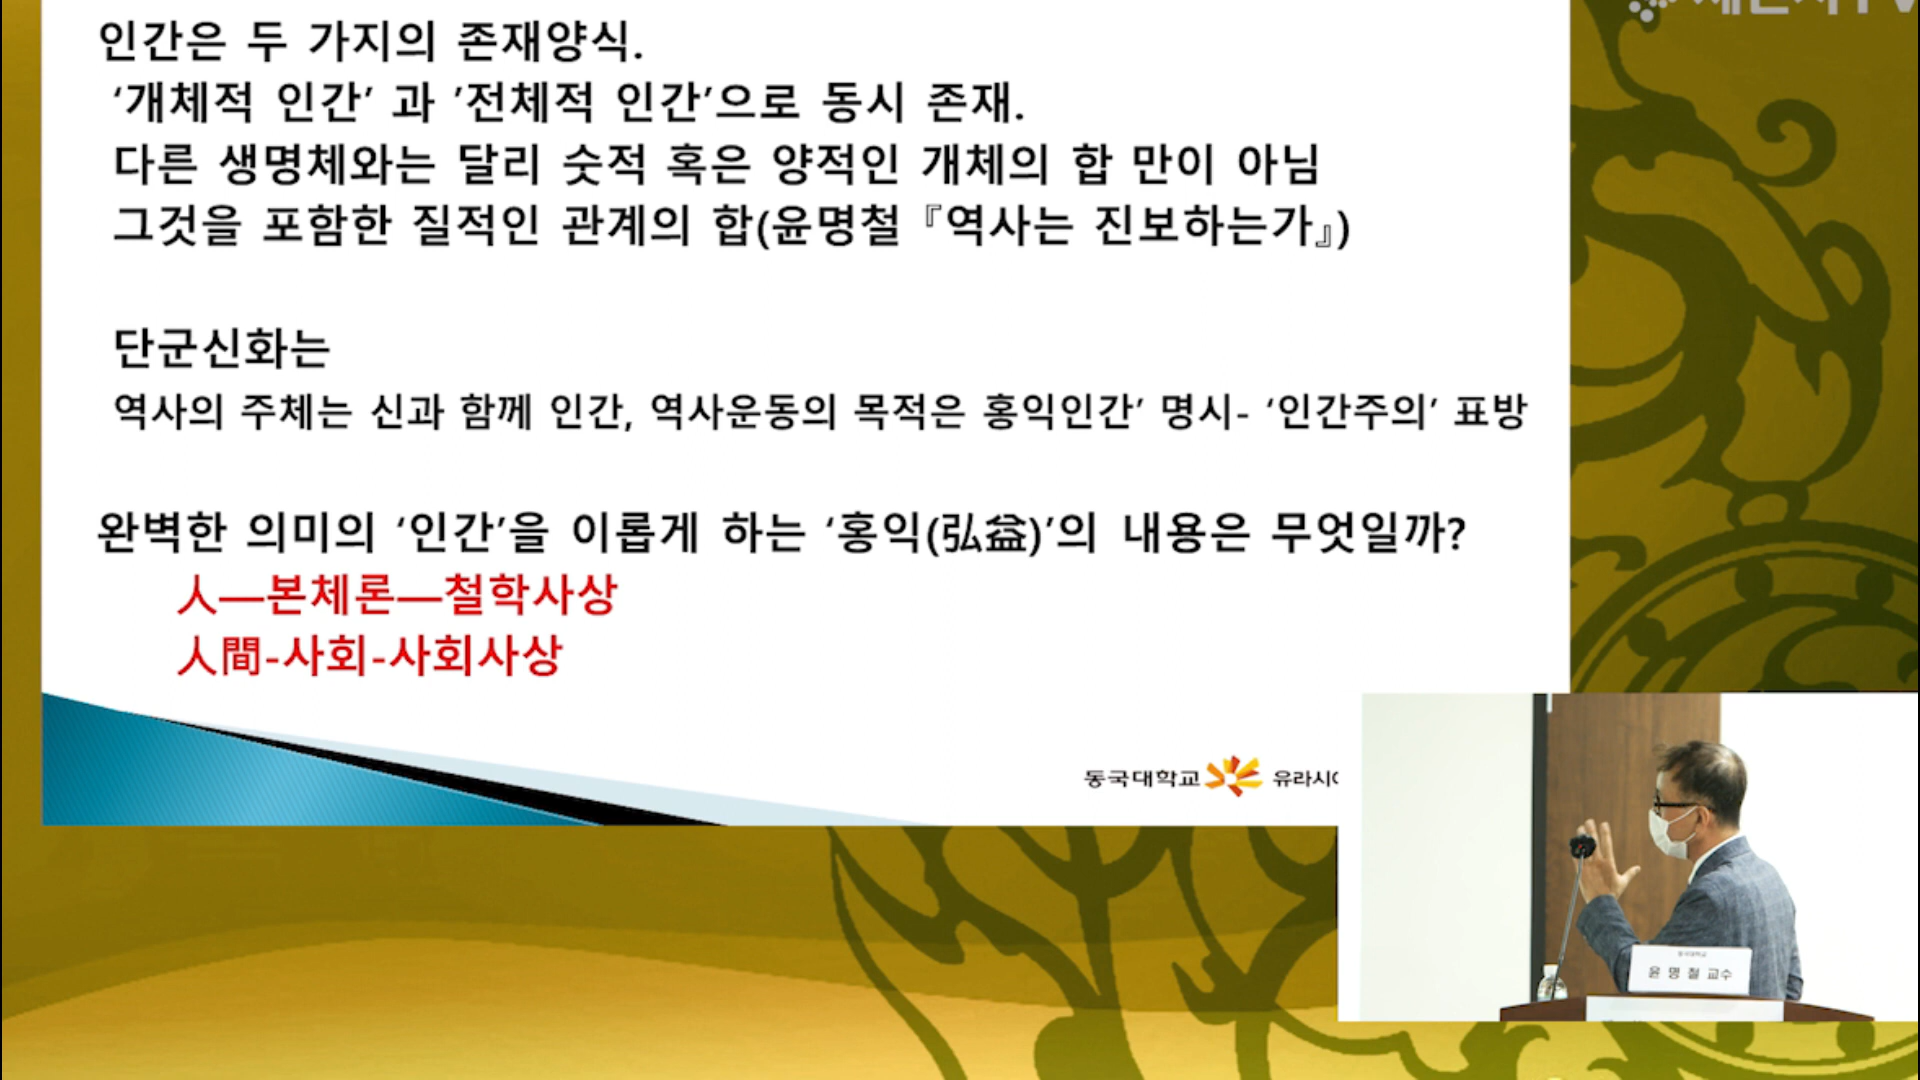 인간은 두 가지의 존재양식.
‘개체적 인간’ 과 ’전체적 인간’으로 동시 존재.
다른 생명체와는 달리 숫적 혹은 양적인 개체의 합 만이 아님
그것을 포함한 질적인 관계의 합(윤명철 『역사는 진보하는가』)
단군신화는
역사의 주체는 신과 함께 인간, 역사운동의 목적은 홍익인간’ 명시- ‘인간주의’ 표방
완벽한 의미의 ‘인간’을 이롭게 하는 ‘홍익(弘益)’의 내용은 무엇일까?
人—본체론—철학사상
人間-사회-사회사상
동국대학교 유라시아
윤 명 철 교수